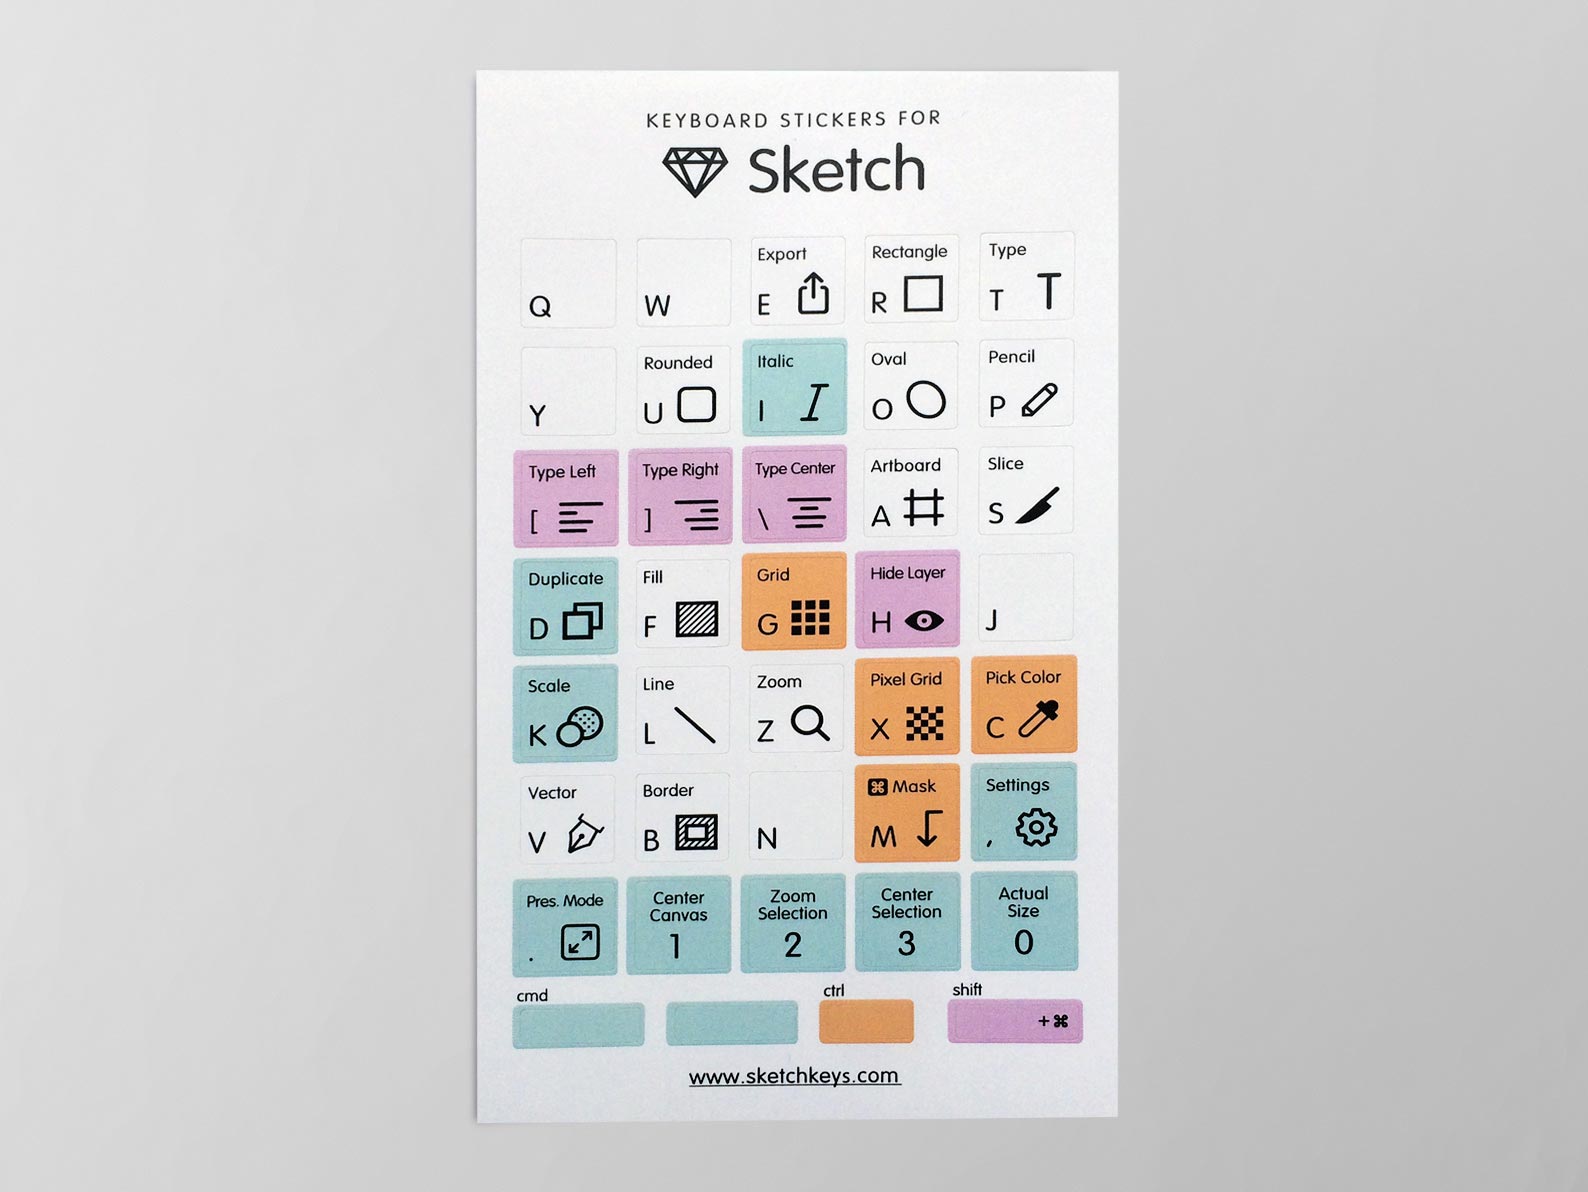 KEYBOARD STICKERS FOR
Sketch
Q
W
Export
E
Rectangle
R
Type
T T
Y
Rounded
U
Italic
I I
Oval
O
Pencil
P
Type Left
[
Type Right
]
Type Center
\
Artboard
A
Slice
S
Duplicate
D
Fill
F
Grid
G
Hide Layer
H
J
Scale
K
Line
L
Zoom
Z
Pixel Grid
X
Pick Color
C
Vector
V
Border
B
N
⌘ Mask
M
Settings
,
Pres. Mode
.
Center
Canvas
1
Zoom
Selection
2
Center
Selection
3
Actual
Size
0
cmd
ctrl
shift
+⌘
www.sketchkeys.com